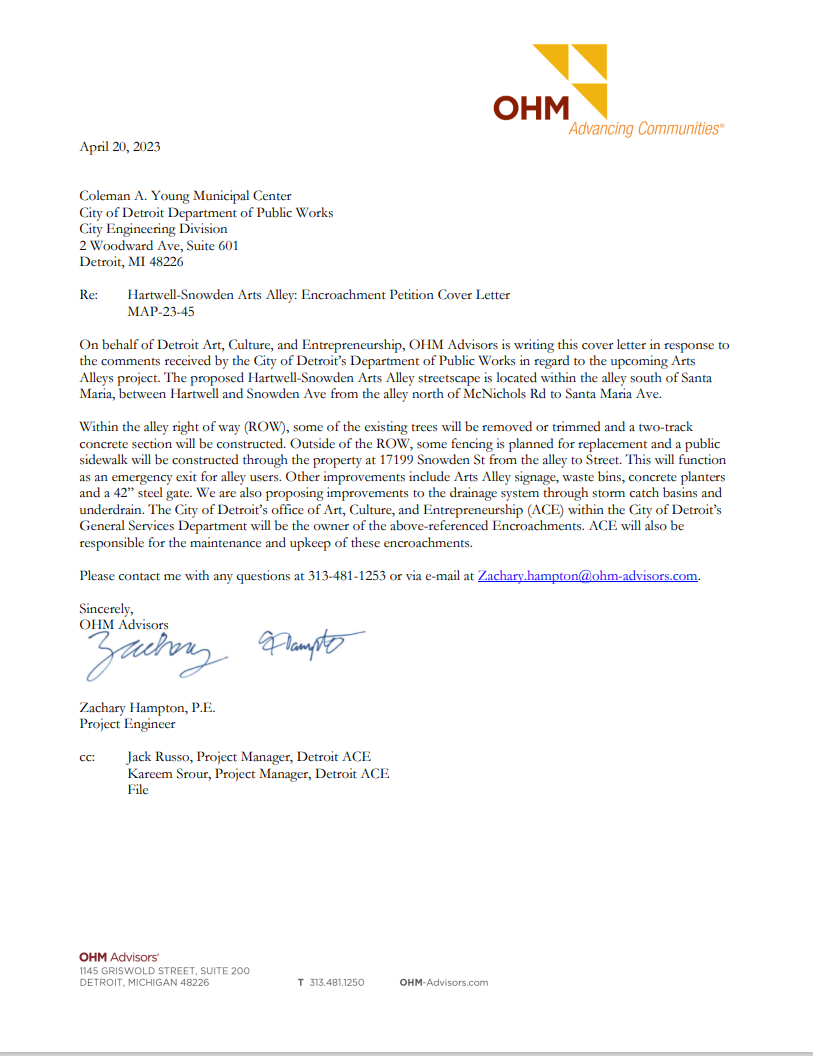 OHM
Advancing Communities®
April 20, 2023
Coleman A. Young Municipal Center
City of Detroit Department of Public Works
City Engineering Division
2 Woodward Ave, Suite 601
Detroit, MI 48226
Re: Hartwell-Snowden Arts Alley: Encroachment Petition Cover Letter
MAP-23-45
On behalf of Detroit Art, Culture, and Entrepreneurship, OHM Advisors is writing this cover letter in response to
the comments received by the City of Detroit's Department of Public Works in regard to the upcoming Arts
Alleys project. The proposed Hartwell-Snowden Arts Alley streetscape is located within the alley south of Santa
Maria, between Hartwell and Snowden Ave from the alley north of McNichols Rd to Santa Maria Ave.
Within the alley right of way (ROW), some of the existing trees will be removed or trimmed and a two-track
concrete section will be constructed. Outside of the ROW, some fencing is planned for replacement and a public
sidewalk will be constructed through the property at 17199 Snowden St from the alley to Street. This will function
as an emergency exit for alley users. Other improvements include Arts Alley signage, waste bins, concrete planters
and a 42” steel gate. We are also proposing improvements to the drainage system through storm catch basins and
underdrain. The City of Detroit's office of Art, Culture, and Entrepreneurship (ACE) within the City of Detroit's
General Services Department will be the owner of the above-referenced Encroachments. ACE will also be
responsible for the maintenance and upkeep of these encroachments.
Please contact me with any questions at 313-481-1253 or via e-mail at Zachary.hampton@ohm-advisors.com.
Sincerely,
OHM Advisors
Zachary Hampton
Zachary Hampton, P.E.
Project Engineer
cc: Jack Russo, Project Manager, Detroit ACE
Kareem Srour, Project Manager, Detroit ACE
File
OHM Advisors®
1145 GRISWOLD STREET, SUITE 200
DETROIT, MICHIGAN 48226 T 313.481.1250 OHM-Advisors.com